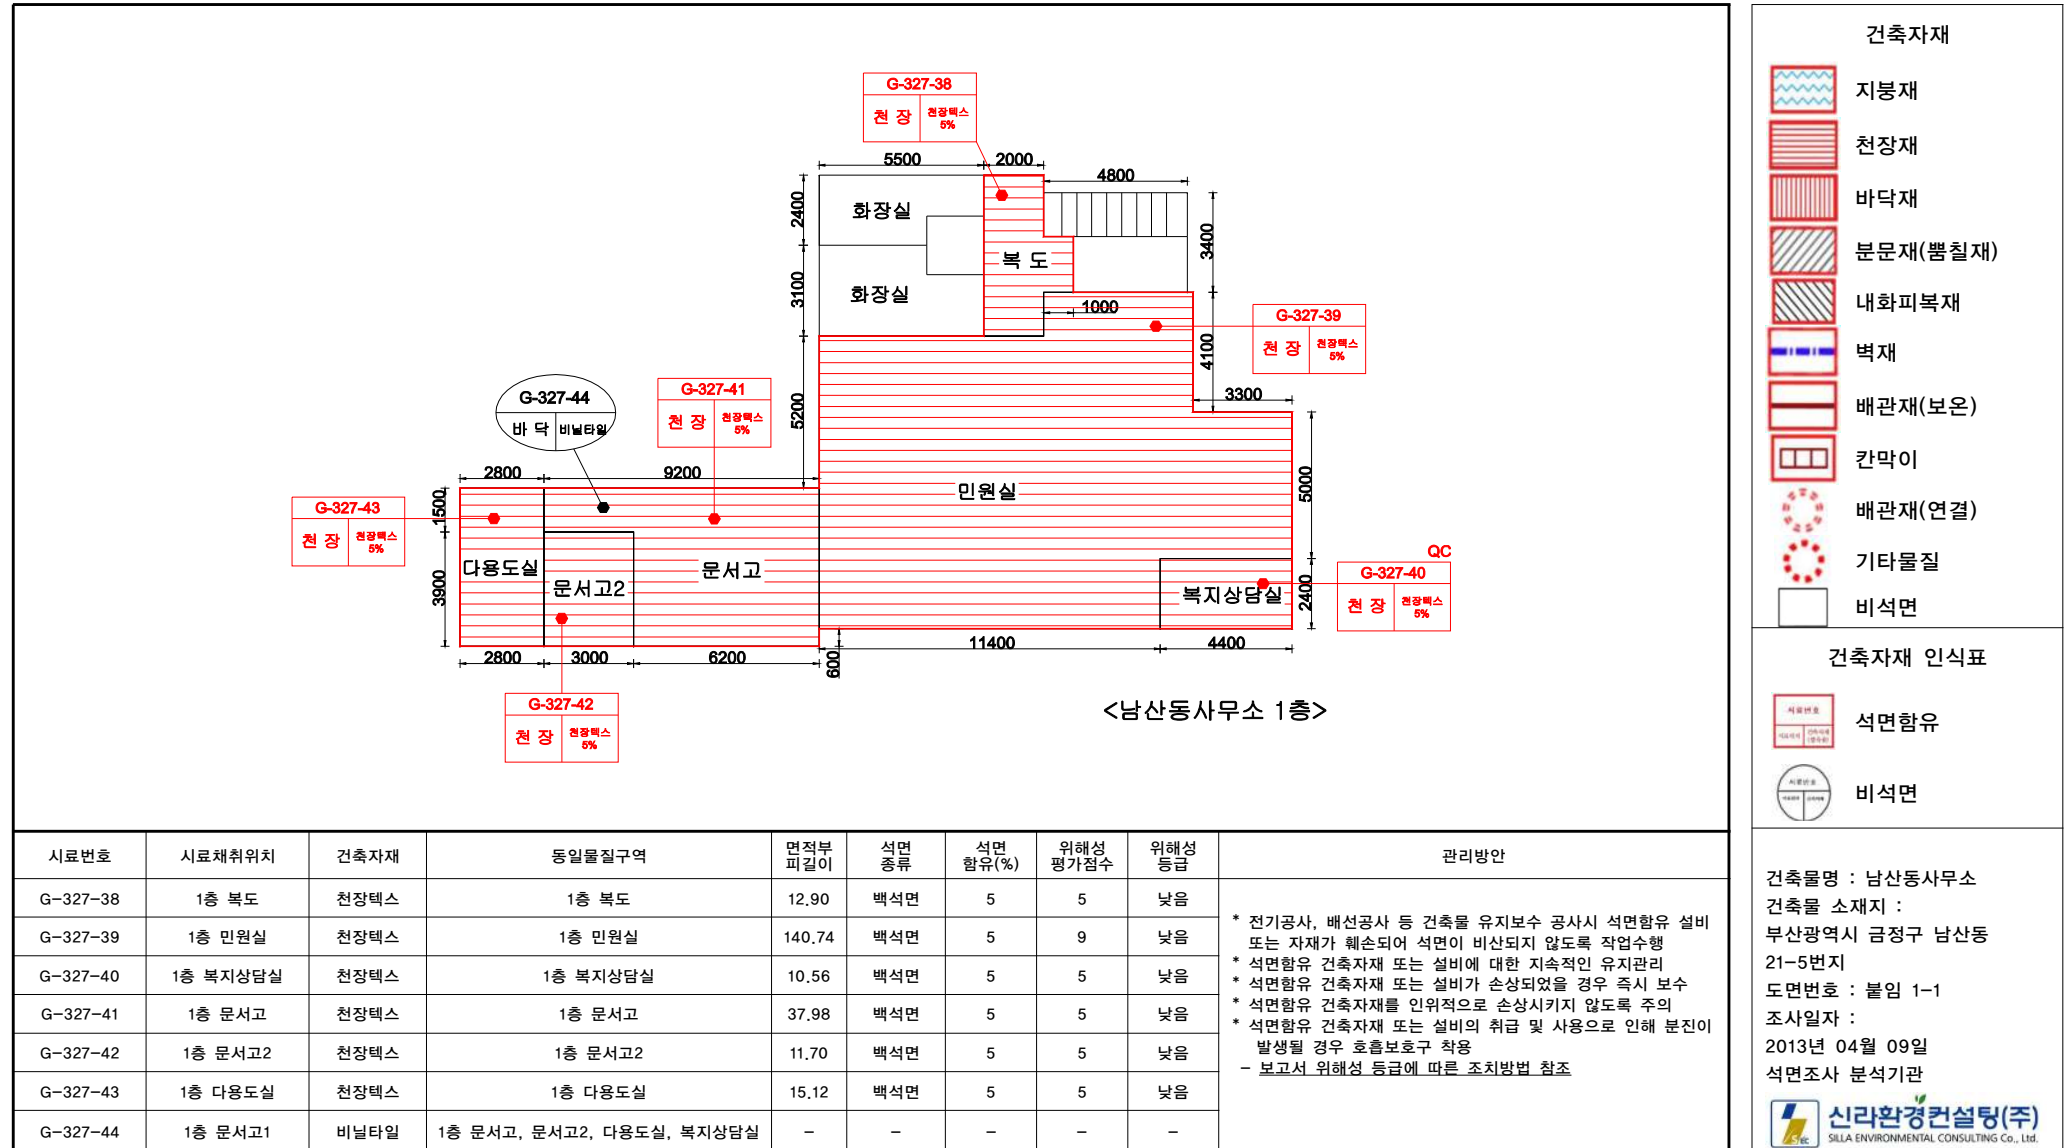 G-327-38
천 장 천장텍스 5%
5500 2000 4800
2400
화장실
3400
복 도
3100
화장실
1000
G-327-39
천 장 천장텍스 5%
4100
3300
G-327-44
바 닥 비닐타일
G-327-41
천 장 천장텍스 5%
5200
2800 9200
민원실
5000
G-327-43
천 장 천장텍스 5%
1500
3900
다용도실
문서고2
문서고
복지상담실
2400
QC
G-327-40
천 장 천장텍스 5%
2800 3000 6200
600
11400 4400
G-327-42
천 장 천장텍스 5%
<남산동사무소 1층>
시료번호 시료채취위치 건축자재 동일물질구역 면적부피길이 석면종류 석면함유(%) 위해성평가점수 위해성등급 관리방안
G-327-38 1층 복도 천장텍스 1층 복도 12.90 백석면 5 5 낮음
G-327-39 1층 민원실 천장텍스 1층 민원실 140.74 백석면 5 9 낮음
G-327-40 1층 복지상담실 천장텍스 1층 복지상담실 10.56 백석면 5 5 낮음
G-327-41 1층 문서고 천장텍스 1층 문서고 37.98 백석면 5 5 낮음
G-327-42 1층 문서고2 천장텍스 1층 문서고2 11.70 백석면 5 5 낮음
G-327-43 1층 다용도실 천장텍스 1층 다용도실 15.12 백석면 5 5 낮음
G-327-44 1층 문서고1 비닐타일 1층 문서고, 문서고2, 다용도실, 복지상담실 - - - - -
* 전기공사, 배선공사 등 건축물 유지보수 공사시 석면함유 설비
또는 자재가 훼손되어 석면이 비산되지 않도록 작업수행
* 석면함유 건축자재 또는 설비에 대한 지속적인 유지관리
* 석면함유 건축자재 또는 설비가 손상되었을 경우 즉시 보수
* 석면함유 건축자재를 인위적으로 손상시키지 않도록 주의
* 석면함유 건축자재 또는 설비의 취급 및 사용으로 인해 분진이
발생될 경우 호흡보호구 착용
- 보고서 위해성 등급에 따른 조치방법 참조
건축자재
지붕재
천장재
바닥재
분문재(뿜칠재)
내화피복재
벽재
배관재(보온)
칸막이
배관재(연결)
기타물질
비석면
건축자재 인식표
시료번호
석면함유
시료번호
비석면
건축물명 : 남산동사무소
건축물 소재지 :
부산광역시 금정구 남산동
21-5번지
도면번호 : 붙임 1-1
조사일자 :
2013년 04월 09일
석면조사 분석기관
신라환경컨설팅(주)
SILLA ENVIRONMENTAL CONSULTING Co., Ltd.